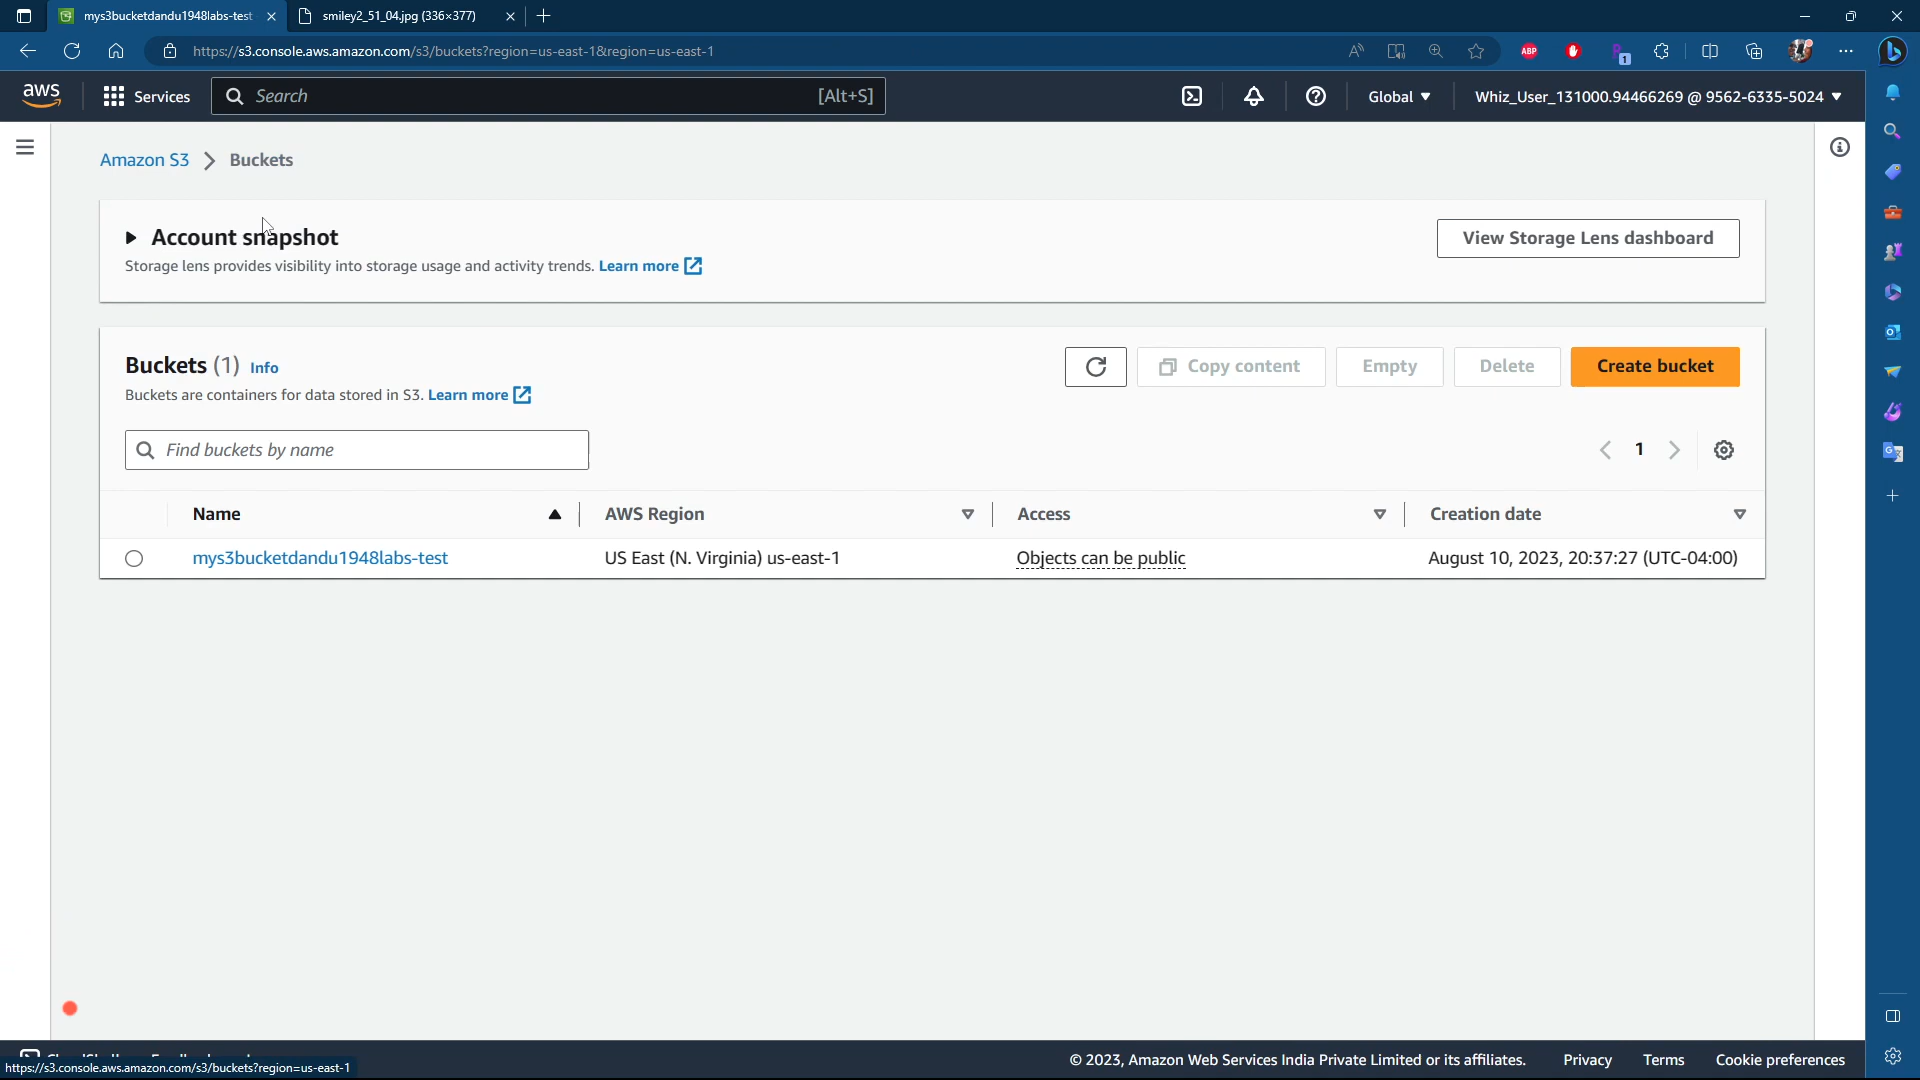 mys3bucketdandu1948labs-test
smiley2_51_04.jpg (336×377)
https://s3.console.aws.amazon.com/s3/buckets?region=us-east-1&region=us-east-1
ABP
1
aws
Services
Search
[Alt+S]
Global
Whiz_User_131000.94466269 @ 9562-6335-5024
Amazon S3 > Buckets
Account snapshot
View Storage Lens dashboard
Storage lens provides visibility into storage usage and activity trends. Learn more
Buckets (1) Info
Copy content
Empty
Delete
Create bucket
Buckets are containers for data stored in S3. Learn more
Find buckets by name
1
Name
AWS Region
Access
Creation date
mys3bucketdandu1948labs-test
US East (N. Virginia) us-east-1
Objects can be public
August 10, 2023, 20:37:27 (UTC-04:00)
© 2023, Amazon Web Services India Private Limited or its affiliates.
Privacy
Terms
Cookie preferences
https://s3.console.aws.amazon.com/s3/buckets?region=us-east-1